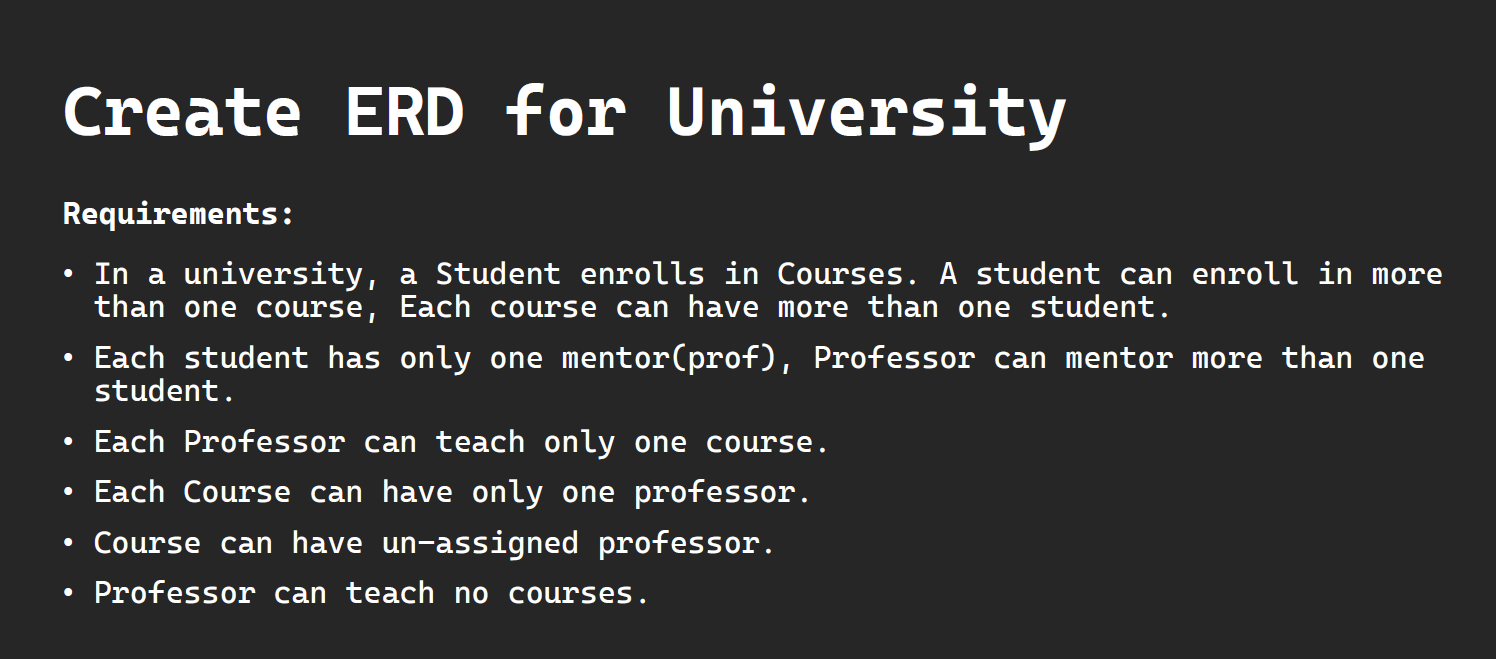 Create ERD for University
Requirements:
• In a university, a Student enrolls in Courses. A student can enroll in more
than one course, Each course can have more than one student.
• Each student has only one mentor(prof), Professor can mentor more than one
student.
• Each Professor can teach only one course.
• Each Course can have only one professor.
• Course can have un-assigned professor.
• Professor can teach no courses.